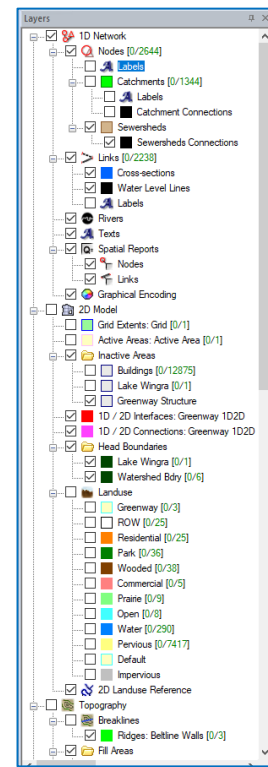 Layers
1D Network
Nodes [0/2644]
Labels
Catchments [0/1344]
Labels
Catchment Connections
Sewersheds
Sewersheds Connections
Links [0/2238]
Cross-sections
Water Level Lines
Labels
Rivers
Texts
Spatial Reports
Nodes
Links
Graphical Encoding
2D Model
Grid Extents: Grid [0/1]
Active Areas: Active Area [0/1]
Inactive Areas
Buildings [0/12875]
Lake Wingra [0/1]
Greenway Structure
1D / 2D Interfaces: Greenway 1D2D
1D / 2D Connections: Greenway 1D2D
Head Boundaries
Lake Wingra [0/1]
Watershed Bdry [0/6]
Landuse
Greenway [0/3]
ROW [0/25]
Residential [0/25]
Park [0/36]
Wooded [0/38]
Commercial [0/5]
Prairie [0/9]
Open [0/8]
Water [0/290]
Pervious [0/7417]
Default
Impervious
2D Landuse Reference
Topography
Breaklines
Ridges: Beltline Walls [0/3]
Fill Areas